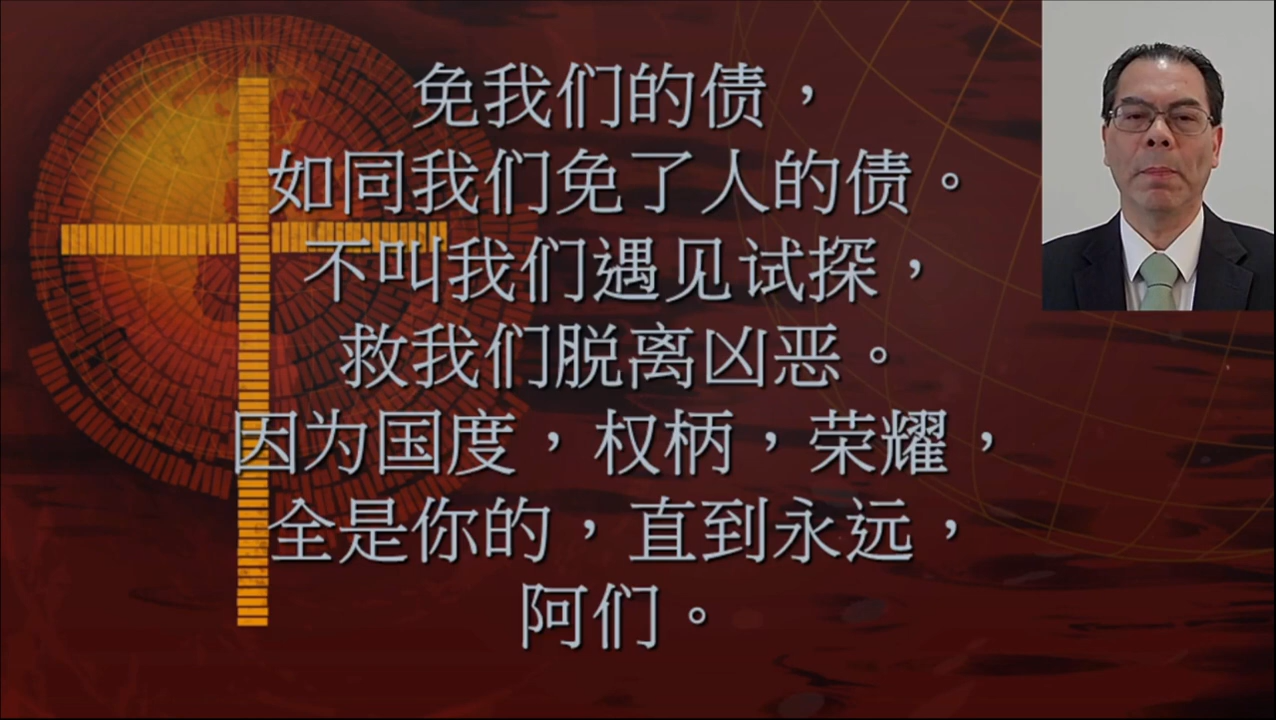 免我们的债，
如同我们免了人的债。
不叫我们遇见试探，
救我们脱离凶恶。
因为国度，权柄，荣耀，
全是你的，直到永远，
阿们。